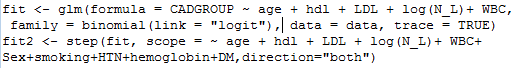 fit <- glm(formula = CADGROUP ~ age + hdl + LDL + log(N_L)+ WBC,
family = binomial(link = "logit"), data = data, trace = TRUE)
fit2 <- step(fit, scope = ~ age + hdl + LDL + log(N_L)+ WBC+
Sex+smoking+HTN+hemoglobin+DM,direction="both")